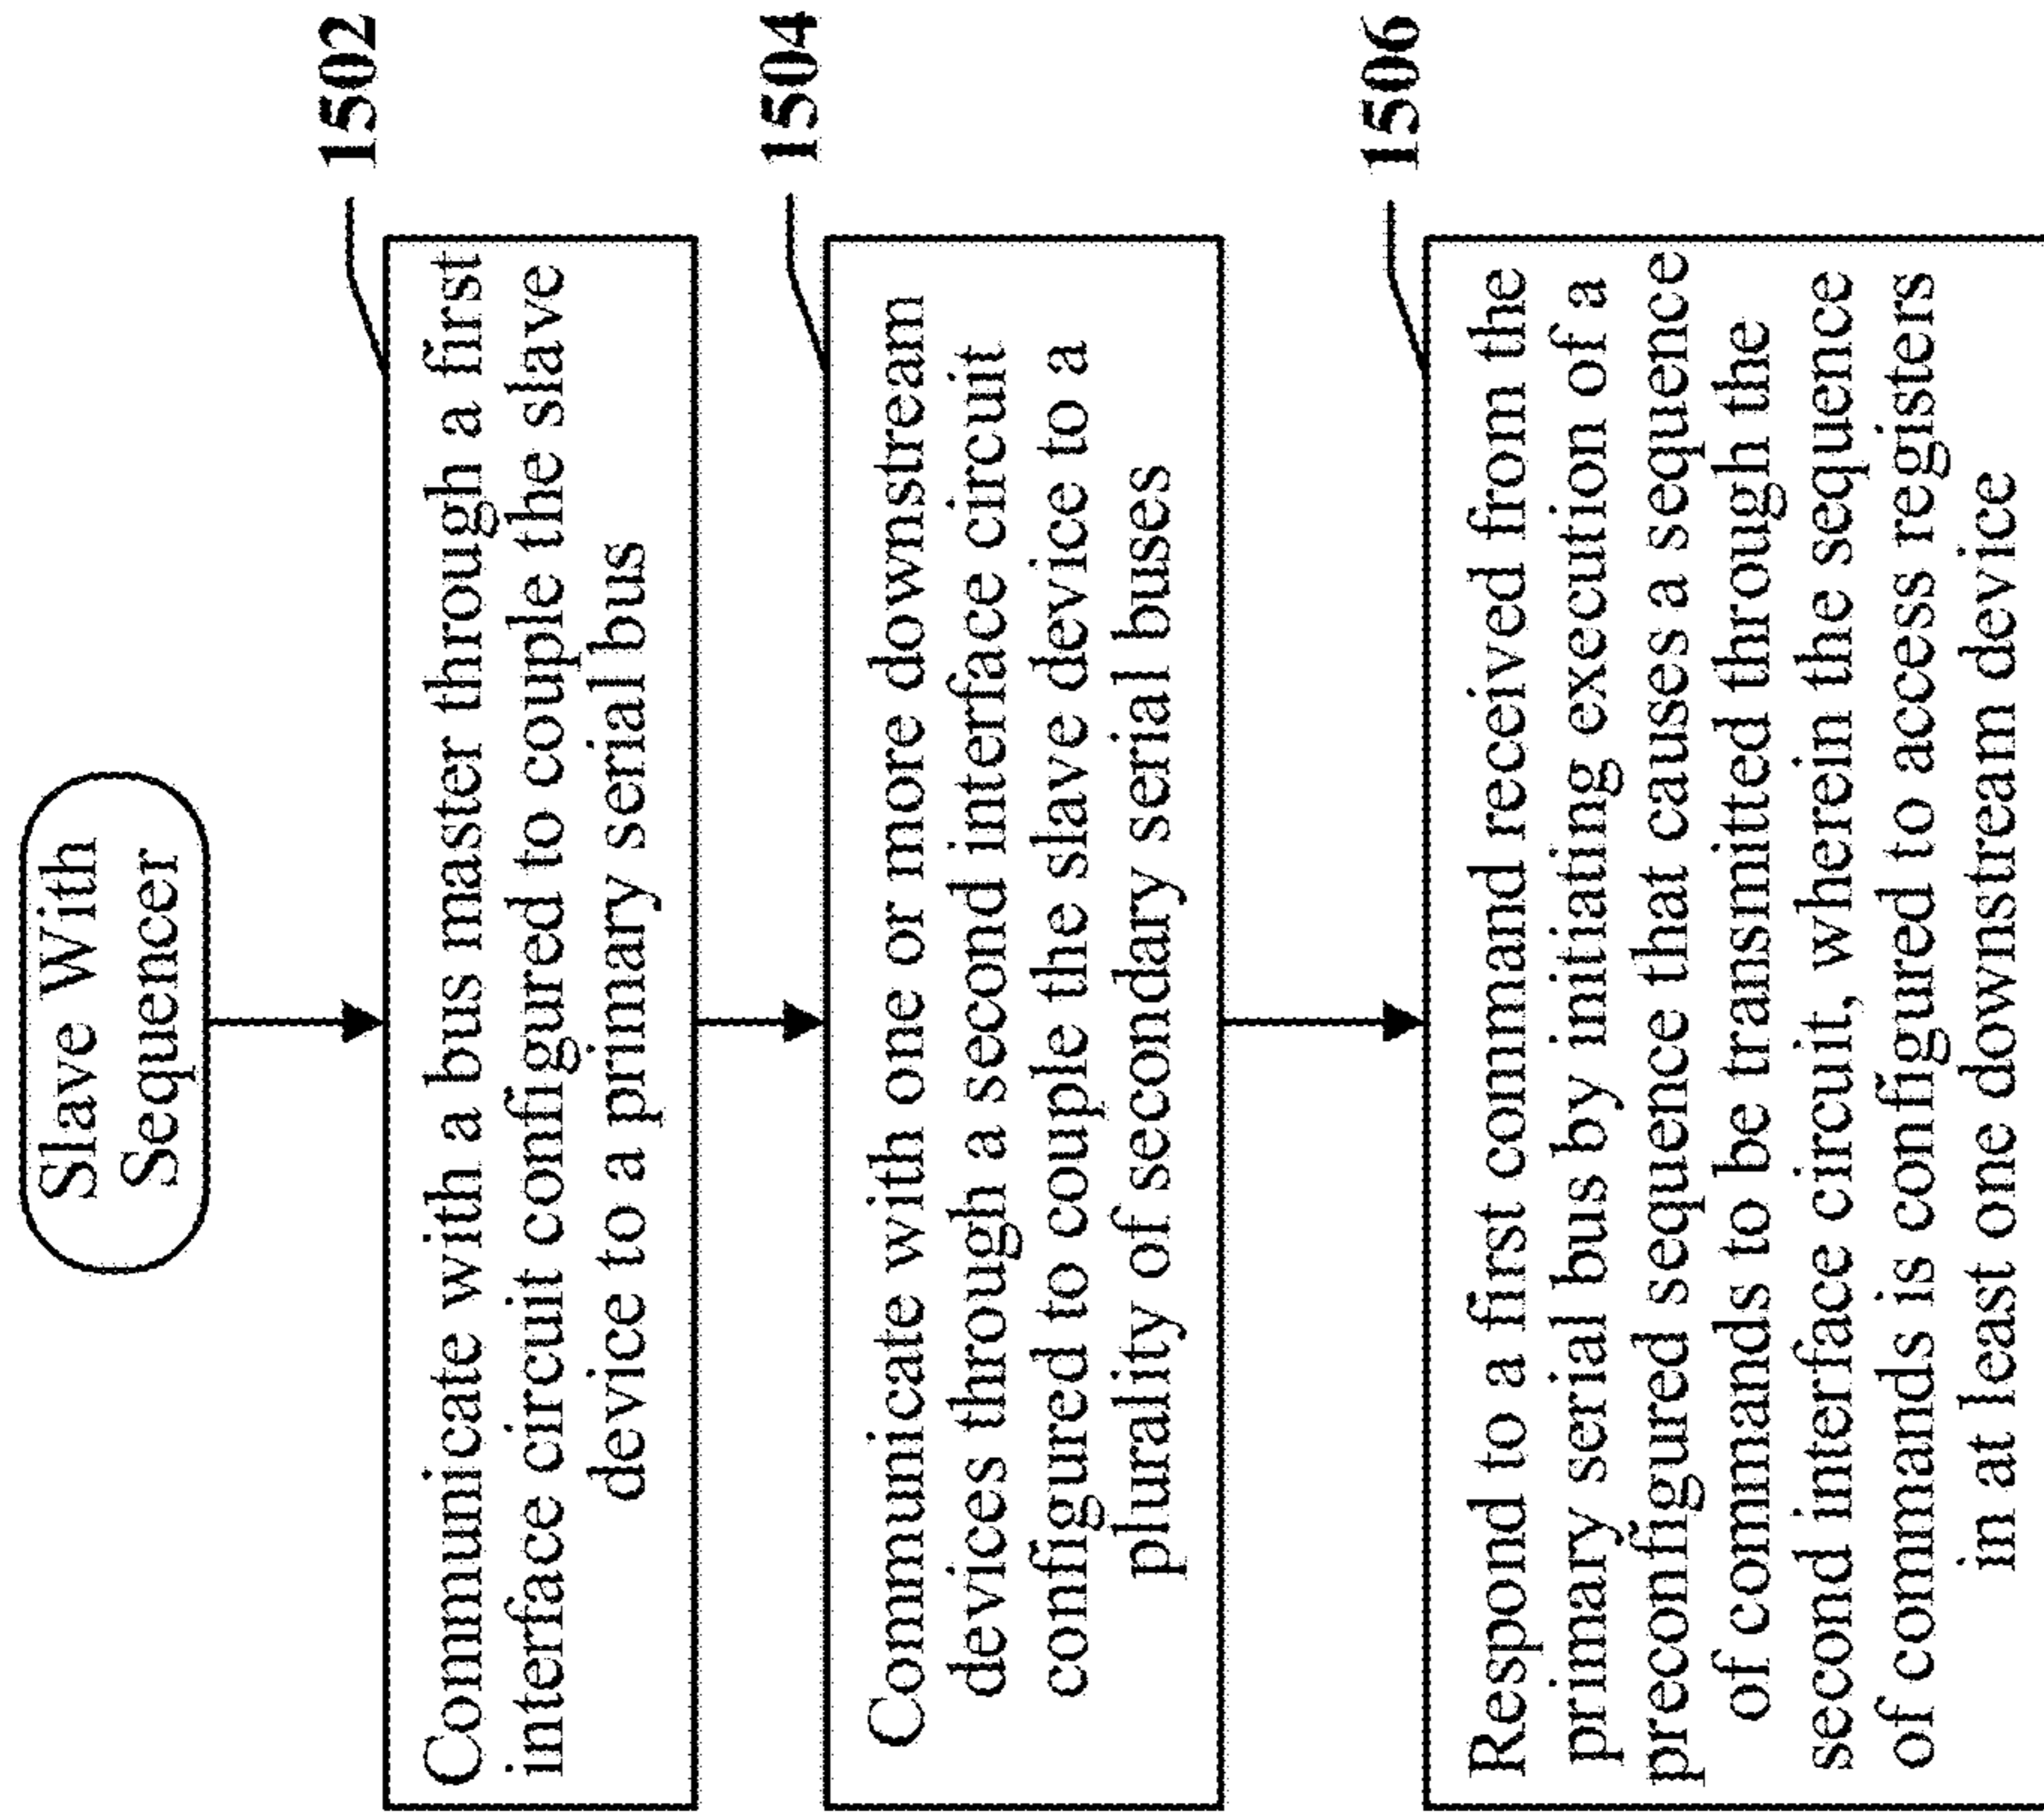 Slave With
Sequencer
1502
Communicate with a bus master through a first
interface circuit configured to couple the slave
device to a primary serial bus
1504
Communicate with one or more downstream
devices through a second interface circuit
configured to couple the slave device to a
plurality of secondary serial buses
1506
Respond to a first command received from the
primary serial bus by initiating execution of a
preconfigured sequence that causes a sequence
of commands to be transmitted through the
second interface circuit, wherein the sequence
of commands is configured to access registers
in at least one downstream device